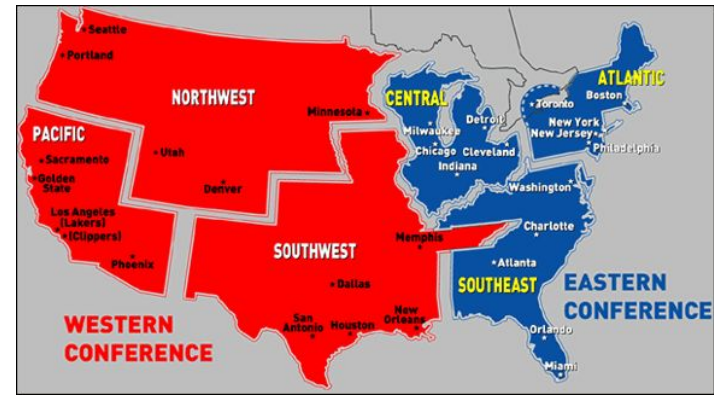 Seattle
Portland
NORTHWEST
Minnesota
Utah
Denver
PACIFIC
Sacramento
Golden
State
Los Angeles
(Lakers)
(Clippers)
Phoenix
SOUTHWEST
Memphis
Dallas
San
Antonio
Houston
New
Orleans
WESTERN
CONFERENCE
CENTRAL
Milwaukee
Detroit
Chicago
Cleveland
Indiana
ATLANTIC
Boston
Toronto
New York
New Jersey
Philadelphia
Washington
Charlotte
Atlanta
SOUTHEAST
Orlando
Miami
EASTERN
CONFERENCE